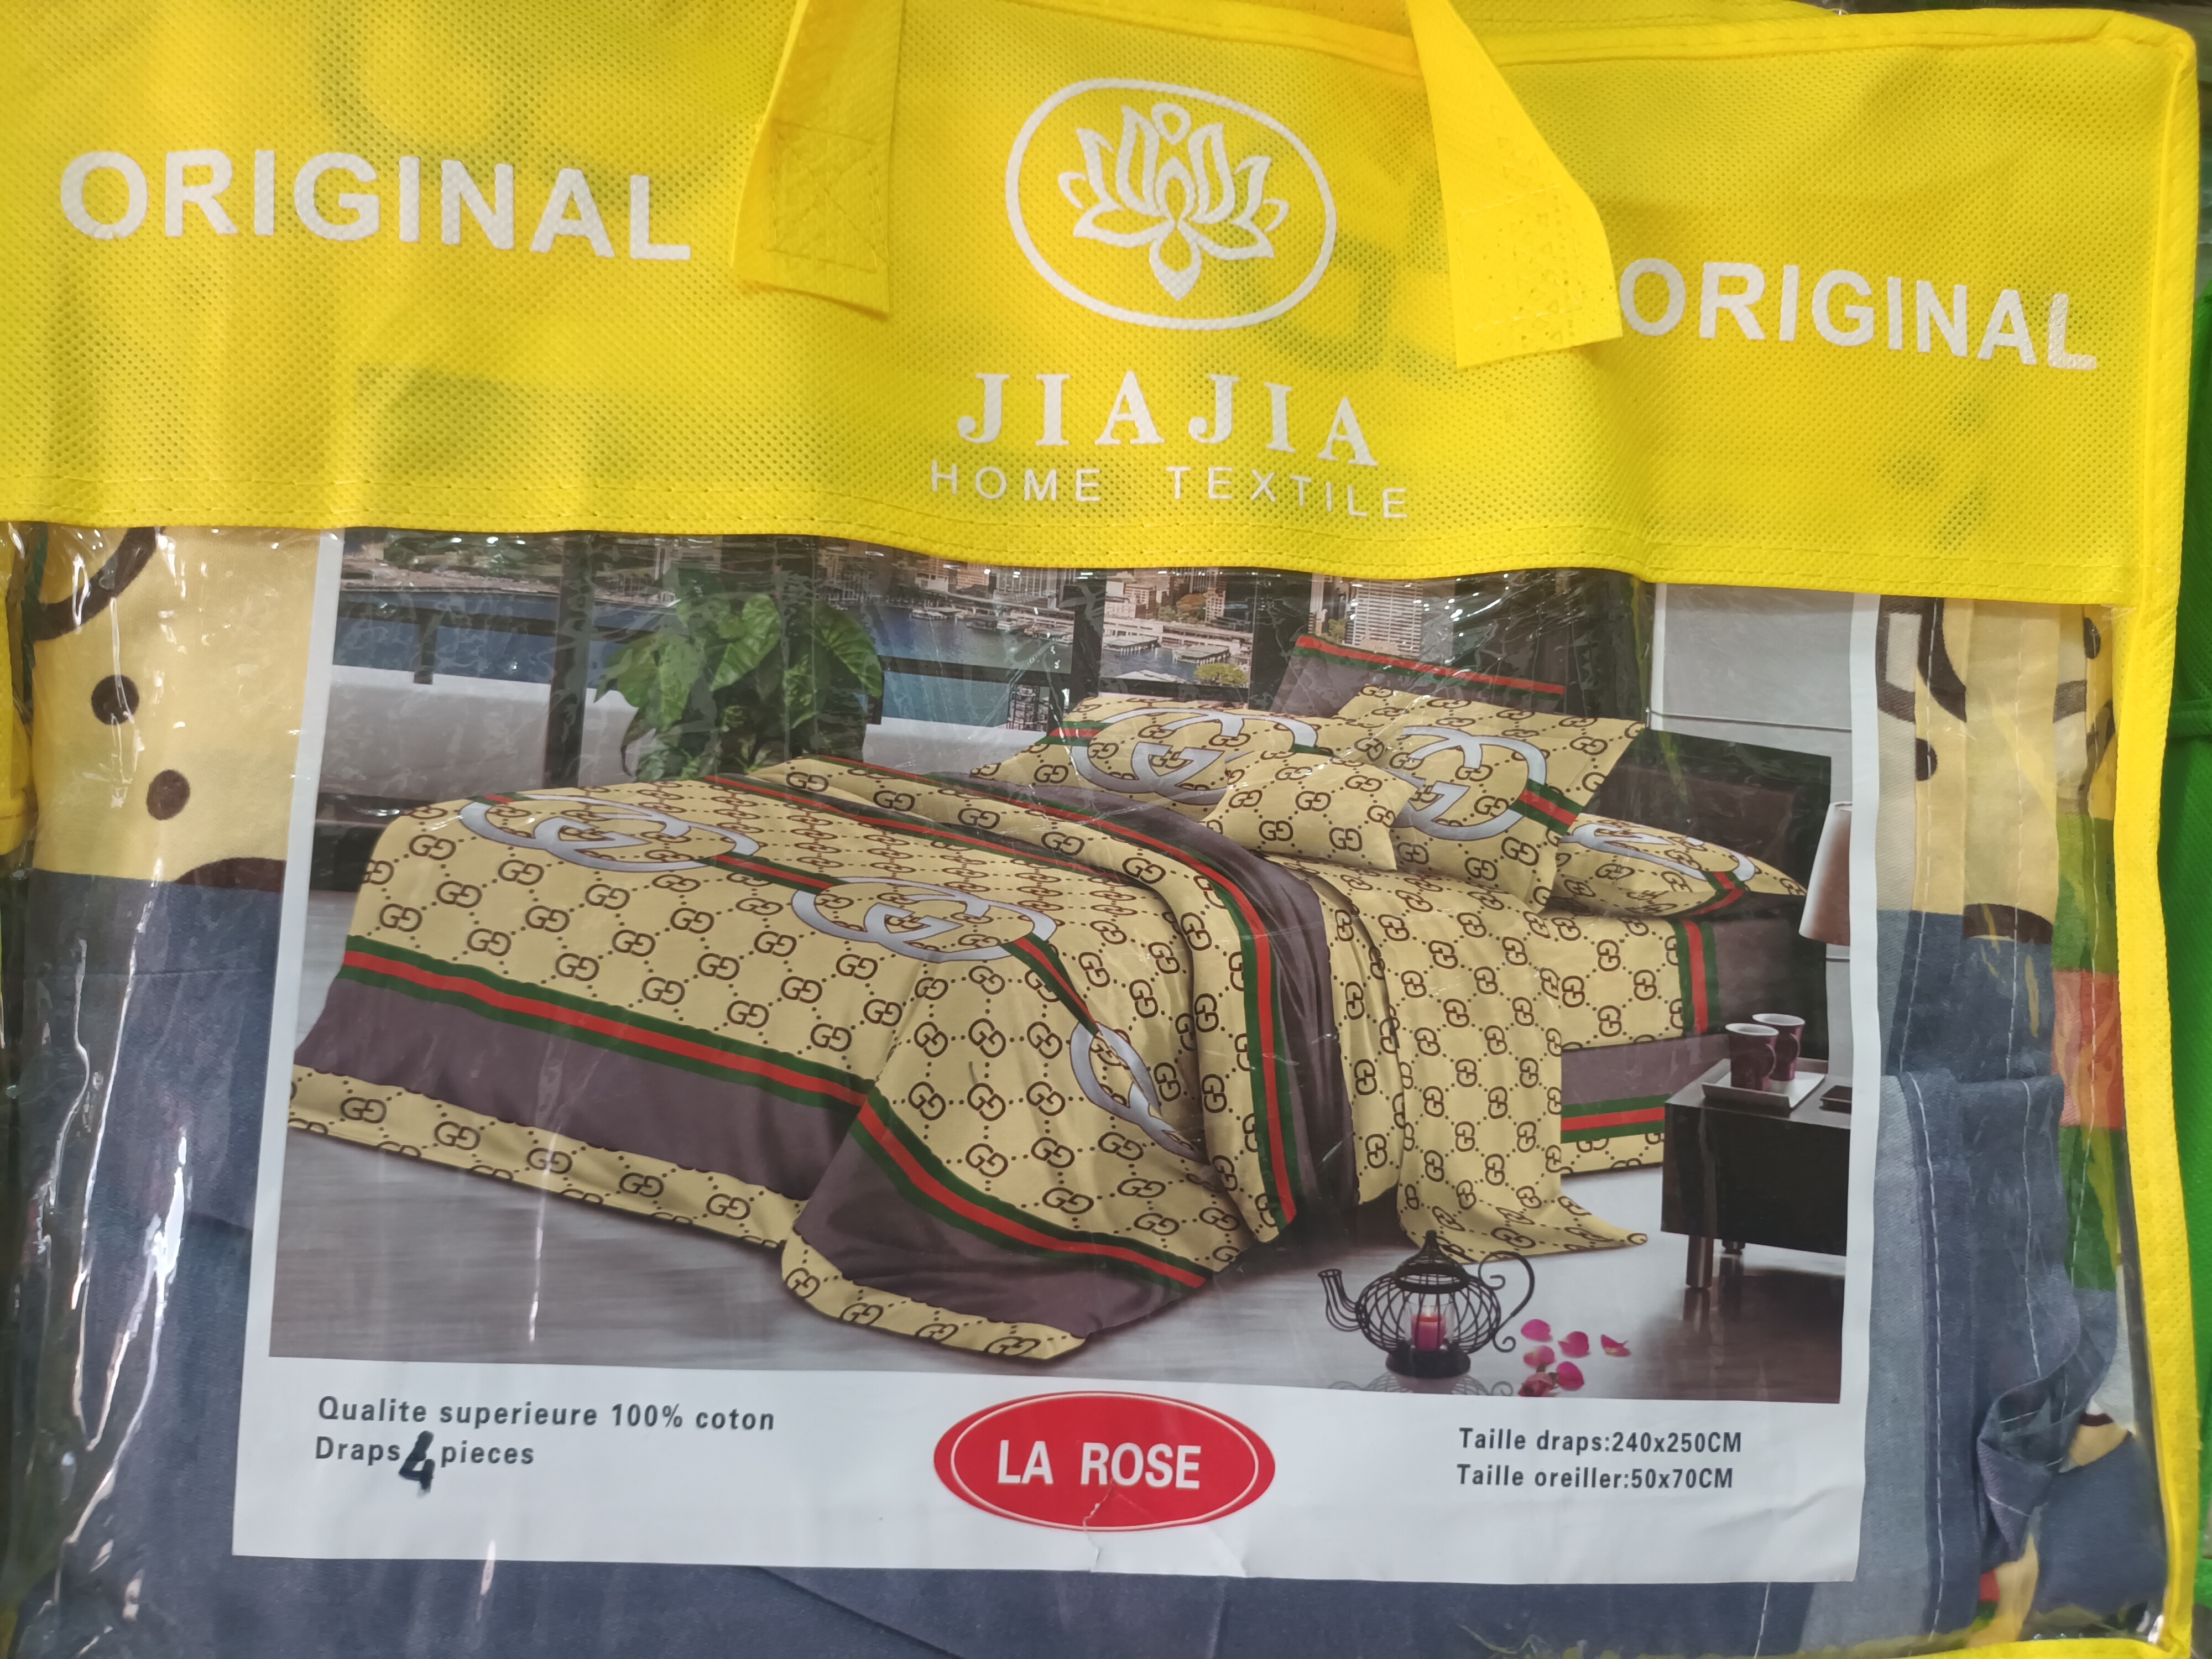 ORIGINAL
ORIGINAL
JIAJIA
HOME TEXTILE
Qualite superieure 100% coton
Draps 4 pieces
LA ROSE
Taille draps:240x250CM
Taille oreiller:50x70CM